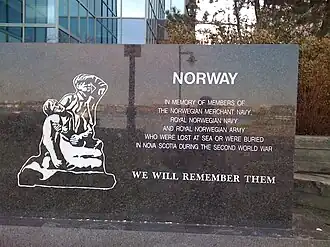 NORWAY
IN MEMORY OF MEMBERS OF
THE NORWEGIAN MERCHANT NAVY,
ROYAL NORWEGIAN NAVY
AND ROYAL NORWEGIAN ARMY
WHO WERE LOST AT SEA OR WERE BURIED
IN NOVA SCOTIA DURING THE SECOND WORLD WAR
WE WILL REMEMBER THEM